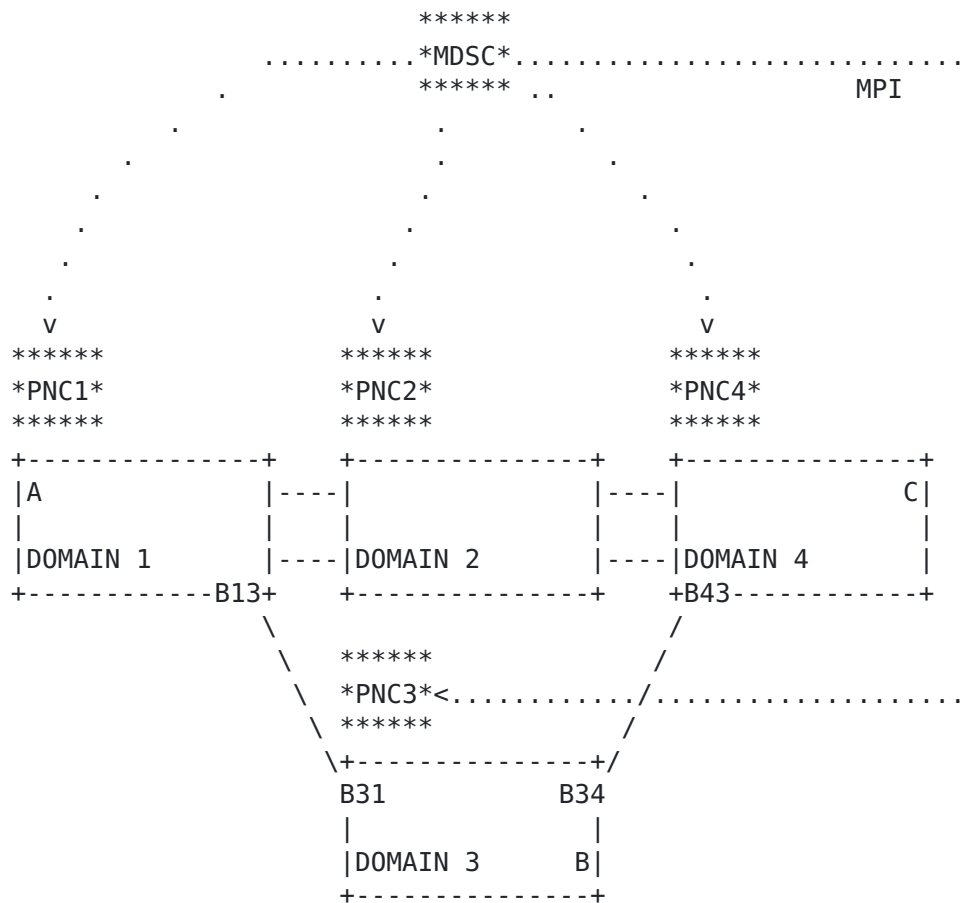 ******
..........*MDSC*..............................
. ****** .. MPI
. . .
. . .
. . .
. . .
. . .
. . .
v v v
****** ****** ******
*PNC1* *PNC2* *PNC4*
****** ****** ******
+---------------+ +---------------+ +---------------+
|A |----| |----| C|
| | | | | |
|DOMAIN 1 |----|DOMAIN 2 |----|DOMAIN 4 |
+------------B13+ +---------------+ +B43------------+
\ /
\ ****** /
\ *PNC3*<............/....................
\ ****** /
\+---------------+/
B31 B34
| |
|DOMAIN 3 B|
+---------------+